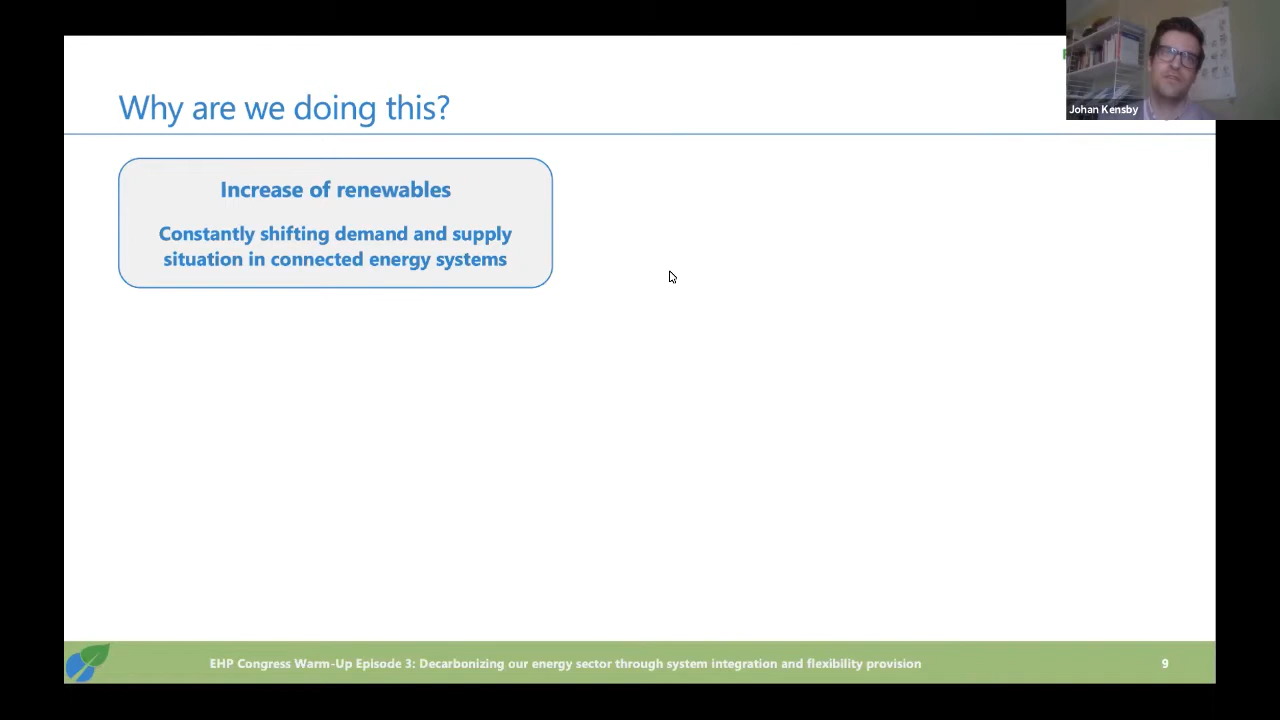 Why are we doing this?
Johan Kensby
Increase of renewables
Constantly shifting demand and supply
situation in connected energy systems
EHP Congress Warm-Up Episode 3: Decarbonizing our energy sector through system integration and flexibility provision
9